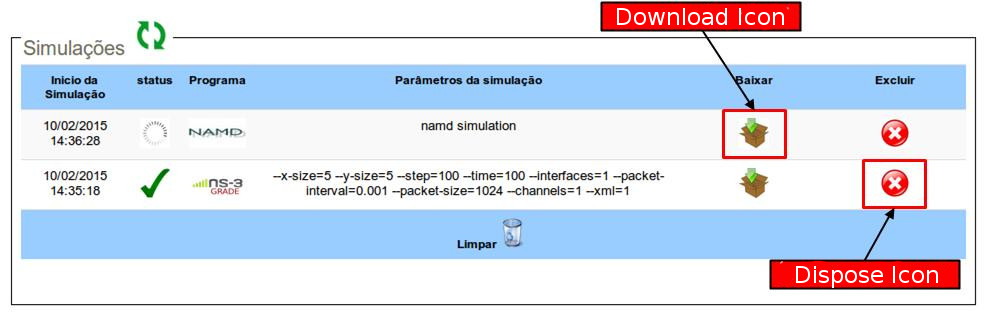 Download Icon
Simulações
Inicio da
Simulação
status
Programa
Parâmetros da simulação
Baixar
Excluir
10/02/2015
14:36:28
NAMD
namd simulation
10/02/2015
14:35:18
ns-3
GRADE
--x-size=5 --y-size=5 --step=100 --time=100 --interfaces=1 --packet-
interval=0.001 --packet-size=1024 --channels=1 --xml=1
Limpar
Dispose Icon